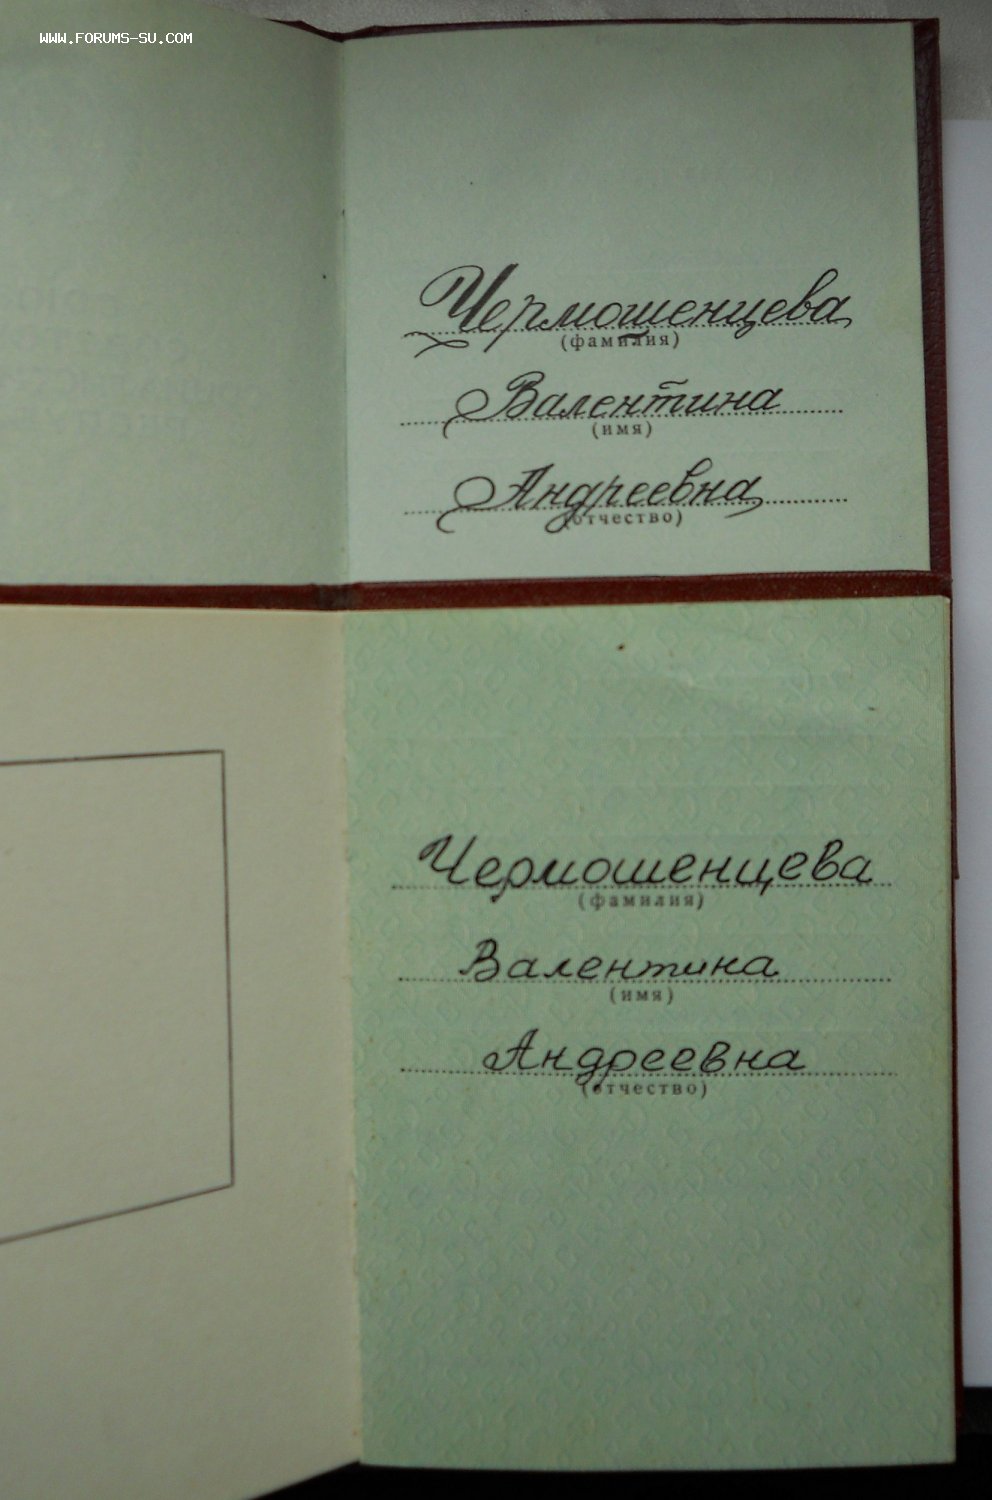 WWW.FORUMS-SU.COM
Чермошенцева
(фамилия)
Валентина
(имя)
Андреевна
(отчество)
Чермошенцева
(фамилия)
Валентина
(имя)
Андреевна
(отчество)